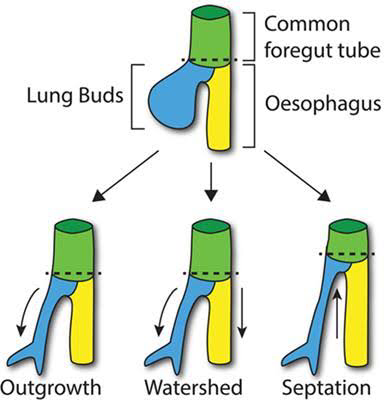 Common
foregut tube
Lung Buds
Oesophagus
Outgrowth
Watershed
Septation